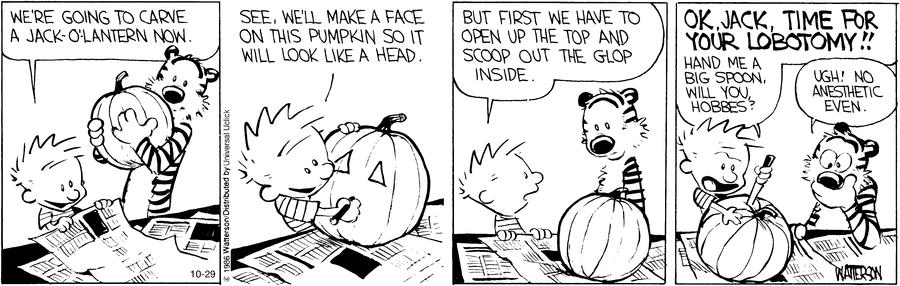 WE'RE GOING TO CARVE
A JACK-O'-LANTERN NOW.
10-29
© 1986 Watterson/Distributed by Universal Uclick
SEE, WE'LL MAKE A FACE
ON THIS PUMPKIN SO IT
WILL LOOK LIKE A HEAD.
BUT FIRST WE HAVE TO
OPEN UP THE TOP AND
SCOOP OUT THE GLOP
INSIDE.
OK, JACK, TIME FOR
YOUR LOBOTOMY!!
HAND ME A
BIG SPOON,
WILL YOU,
HOBBES?
UGH! NO
ANESTHETIC
EVEN.
WATTERSON